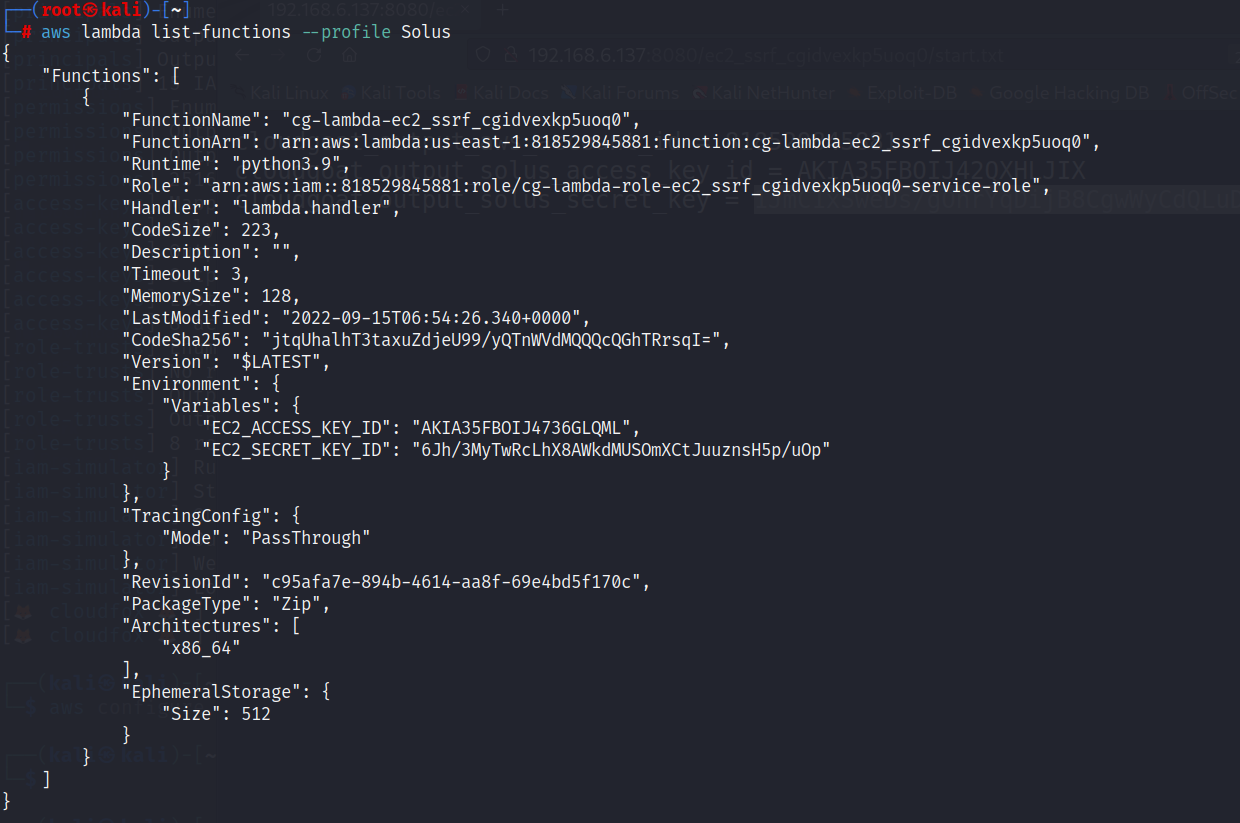 ┌──(root㉿kali)-[~]
└─# aws lambda list-functions --profile Solus
{
    "Functions": [
        {
            "FunctionName": "cg-lambda-ec2_ssrf_cgidvexkp5uoq0",
            "FunctionArn": "arn:aws:lambda:us-east-1:818529845881:function:cg-lambda-ec2_ssrf_cgidvexkp5uoq0",
            "Runtime": "python3.9",
            "Role": "arn:aws:iam::818529845881:role/cg-lambda-role-ec2_ssrf_cgidvexkp5uoq0-service-role",
            "Handler": "lambda.handler",
            "CodeSize": 223,
            "Description": "",
            "Timeout": 3,
            "MemorySize": 128,
            "LastModified": "2022-09-15T06:54:26.340+0000",
            "CodeSha256": "jtqUhalhT3taxuZdjeU99/yQTnWVdMQQQcQGhTRrsqI=",
            "Version": "$LATEST",
            "Environment": {
                "Variables": {
                    "EC2_ACCESS_KEY_ID": "AKIA35FBOIJ4736GLQML",
                    "EC2_SECRET_KEY_ID": "6Jh/3MyTwRcLhX8AWkdMUSOmXCtJuuznsH5p/uOp"
                }
            },
            "TracingConfig": {
                "Mode": "PassThrough"
            },
            "RevisionId": "c95afa7e-894b-4614-aa8f-69e4bd5f170c",
            "PackageType": "Zip",
            "Architectures": [
                "x86_64"
            ],
            "EphemeralStorage": {
                "Size": 512
            }
        }
    ]
}